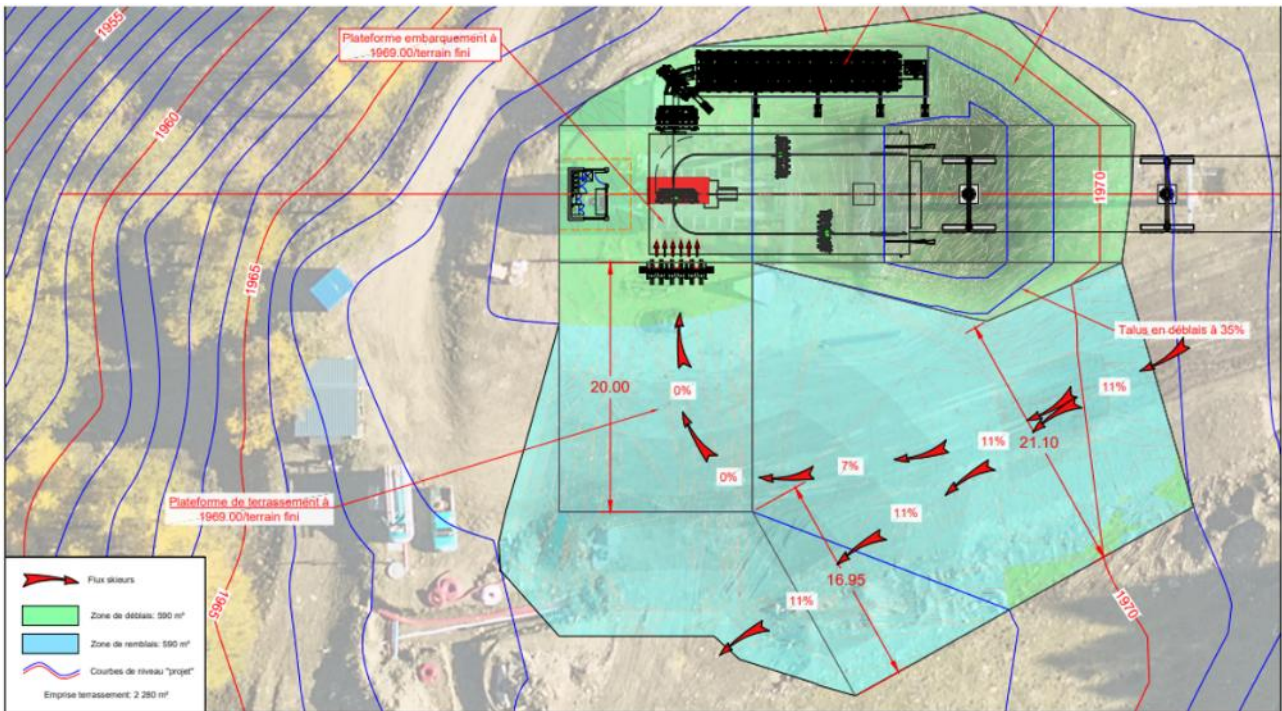 1955
Plateforme embarquement à
1969.00/terrain fini
1960
1970
1965
Talus en déblais à 35%
20.00
0%
11%
11%
21.10
7%
0%
Plateforme de terrassement à
1969.00/terrain fini
11%
16.95
11%
1965
1970
Flux skieurs
Zone de déblais: 590 m³
Zone de remblais: 590 m³
Courbes de niveau "projet"
Emprise terrassement: 2 280 m²